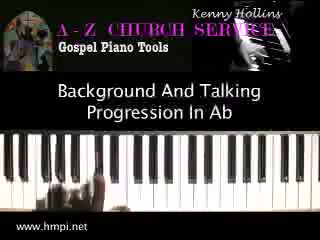 Kenny Hollins
A - Z CHURCH SERVICE
Gospel Piano Tools
Background And Talking
Progression In Ab
www.hmpi.net